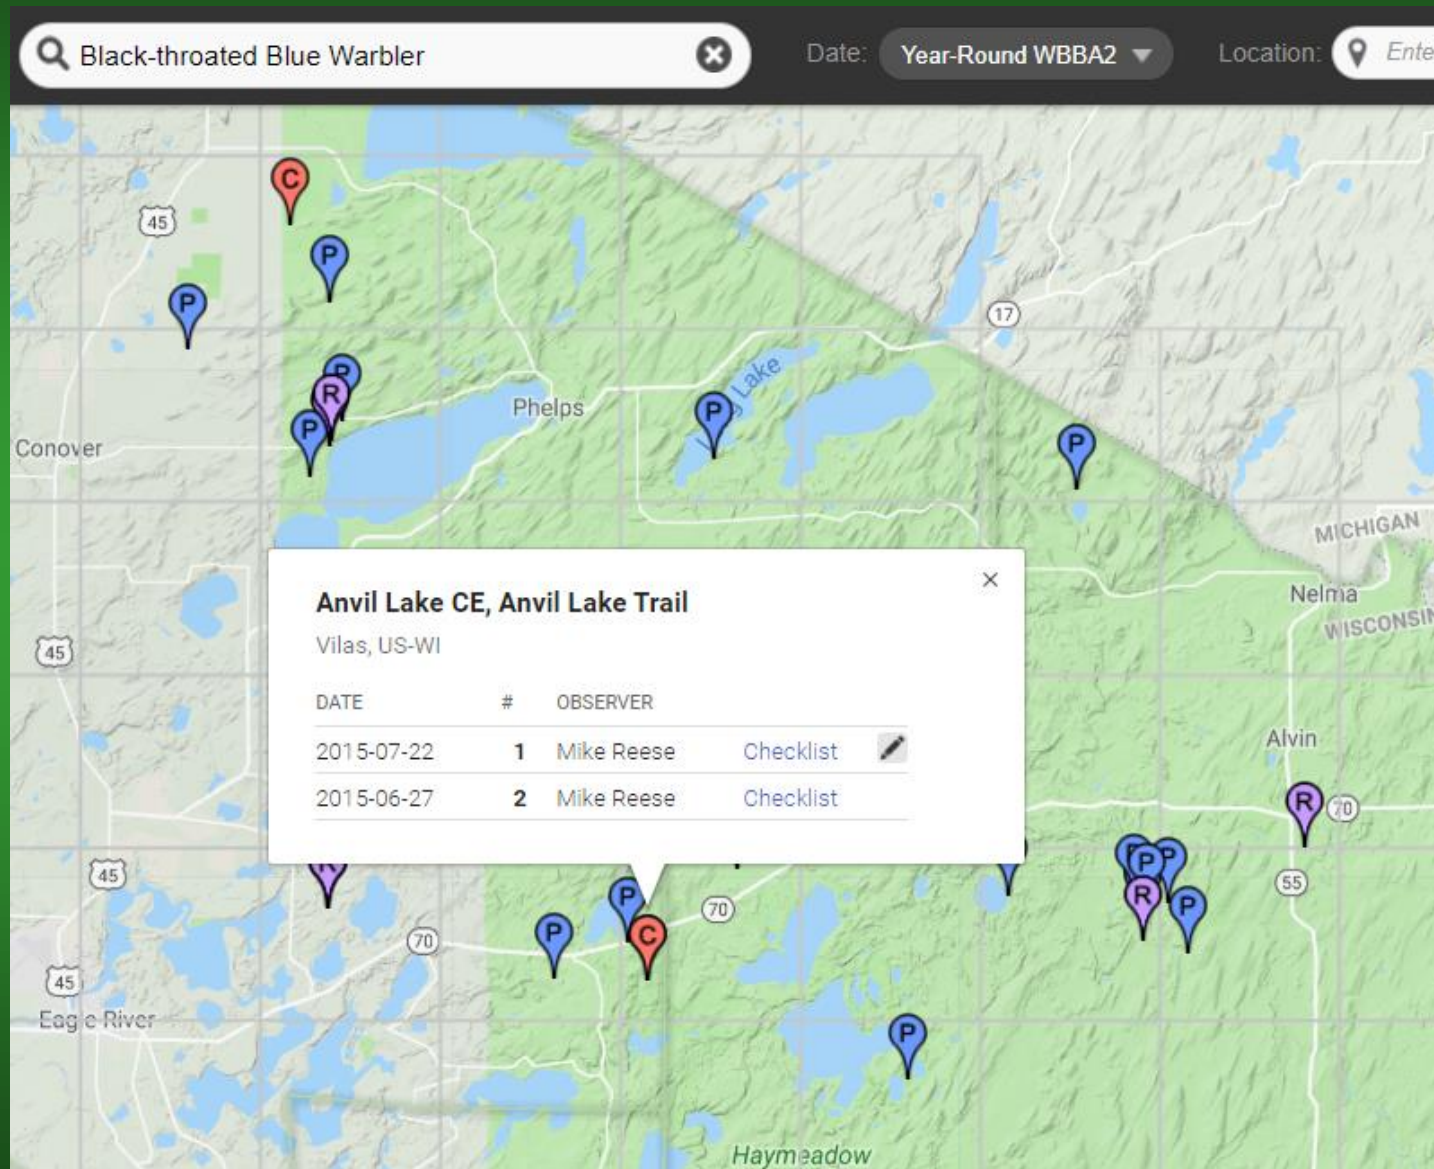 Black-throated Blue Warbler
Date: Year-Round WBBA2
Location: Ente
C
45
P
P
17
P
R
P
Phelps
P
Lake
P
Conover
MICHIGAN
Nelma
WISCONSIN
Anvil Lake CE, Anvil Lake Trail
Vilas, US-WI
45
DATE # OBSERVER
2015-07-22 1 Mike Reese Checklist
2015-06-27 2 Mike Reese Checklist
Alvin
R
70
45
R
P
P
P
R
P
55
P
70
P
C
70
45
Eagle River
P
Haymeadow